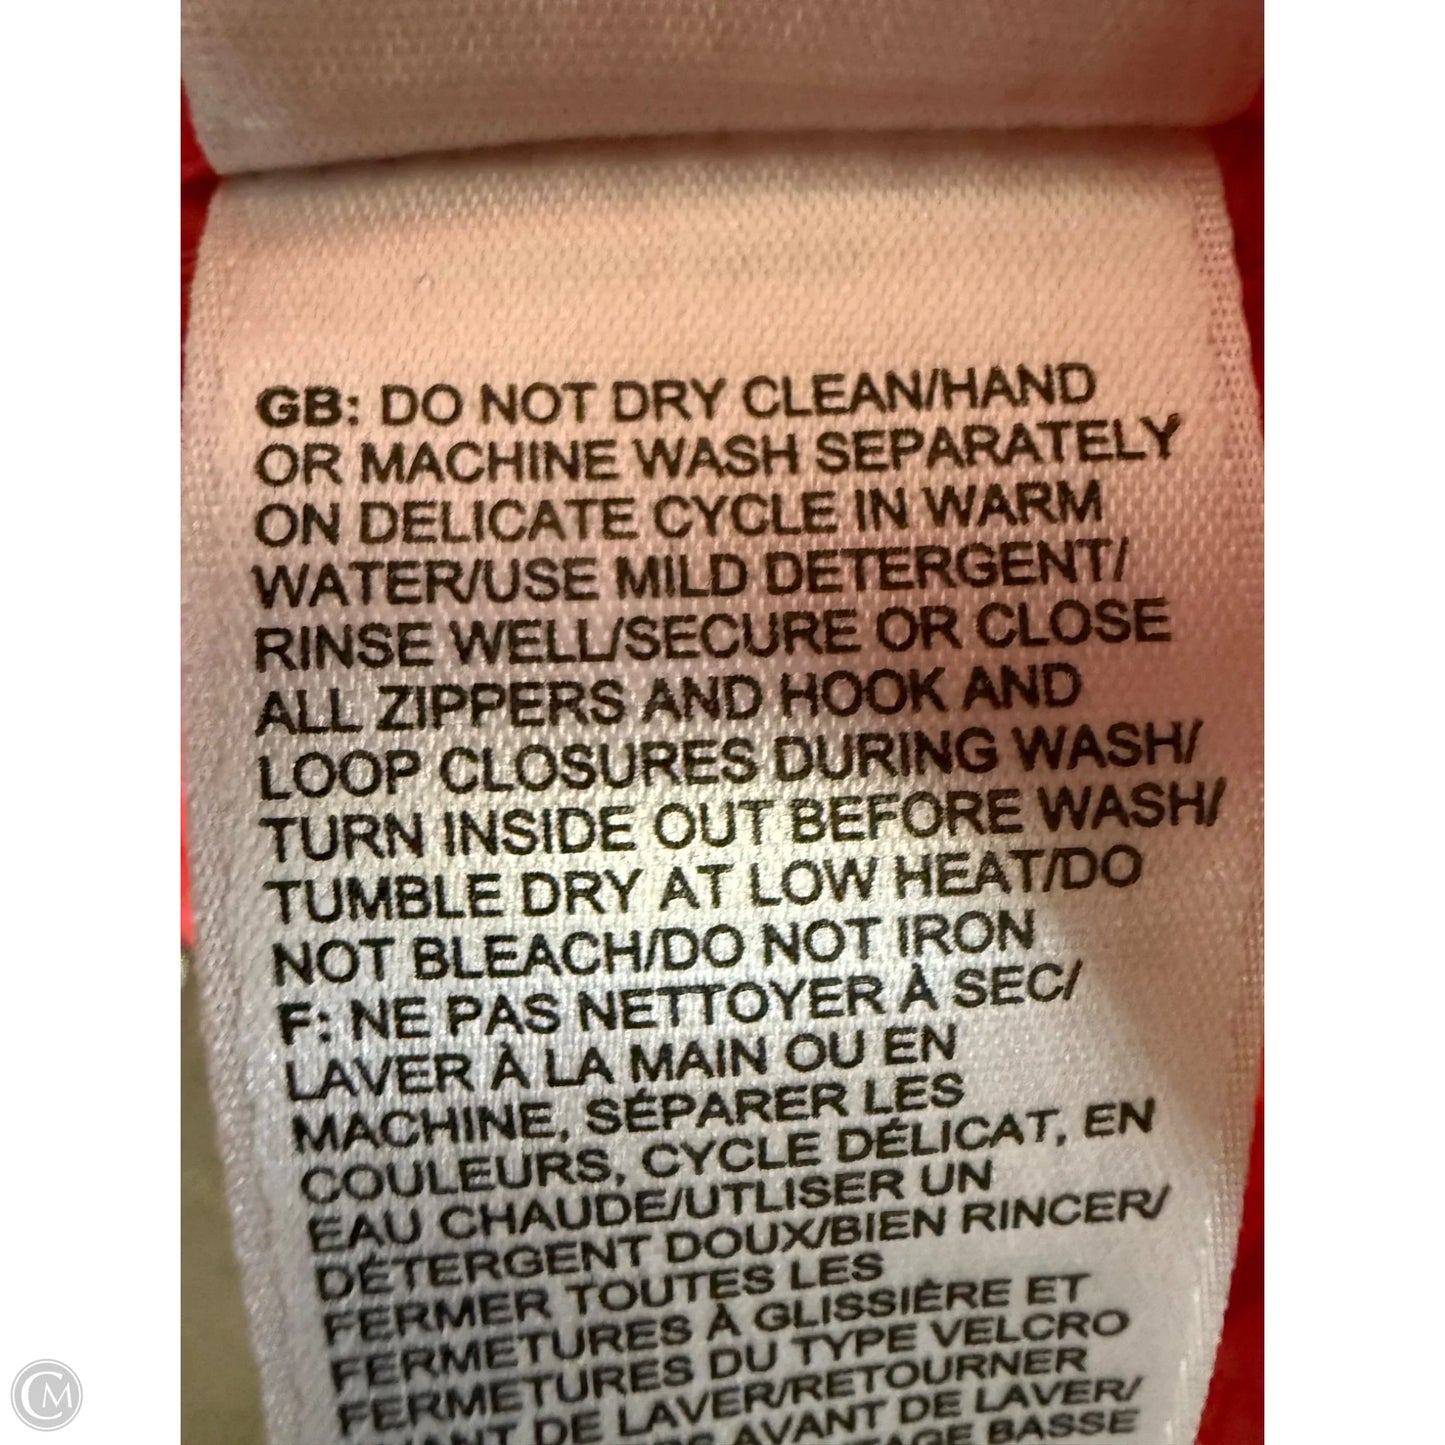 GB: DO NOT DRY CLEAN/HAND
OR MACHINE WASH SEPARATELY
ON DELICATE CYCLE IN WARM
WATER/USE MILD DETERGENT/
RINSE WELL/SECURE OR CLOSE
ALL ZIPPERS AND HOOK AND
LOOP CLOSURES DURING WASH/
TURN INSIDE OUT BEFORE WASH/
TUMBLE DRY AT LOW HEAT/DO
NOT BLEACH/DO NOT IRON
F: NE PAS NETTOYER À SEC/
LAVER À LA MAIN OU EN
MACHINE, SÉPARER LES
COULEURS, CYCLE DÉLICAT, EN
EAU CHAUDE/UTLISER UN
DÉTERGENT DOUX/BIEN RINCER/
FERMER TOUTES LES
FERMETURES À GLISSIÈRE ET
FERMETURES DU TYPE VELCRO
AVANT DE LAVER/RETOURNER
AVANT DE LAVER/
BASSE
CM